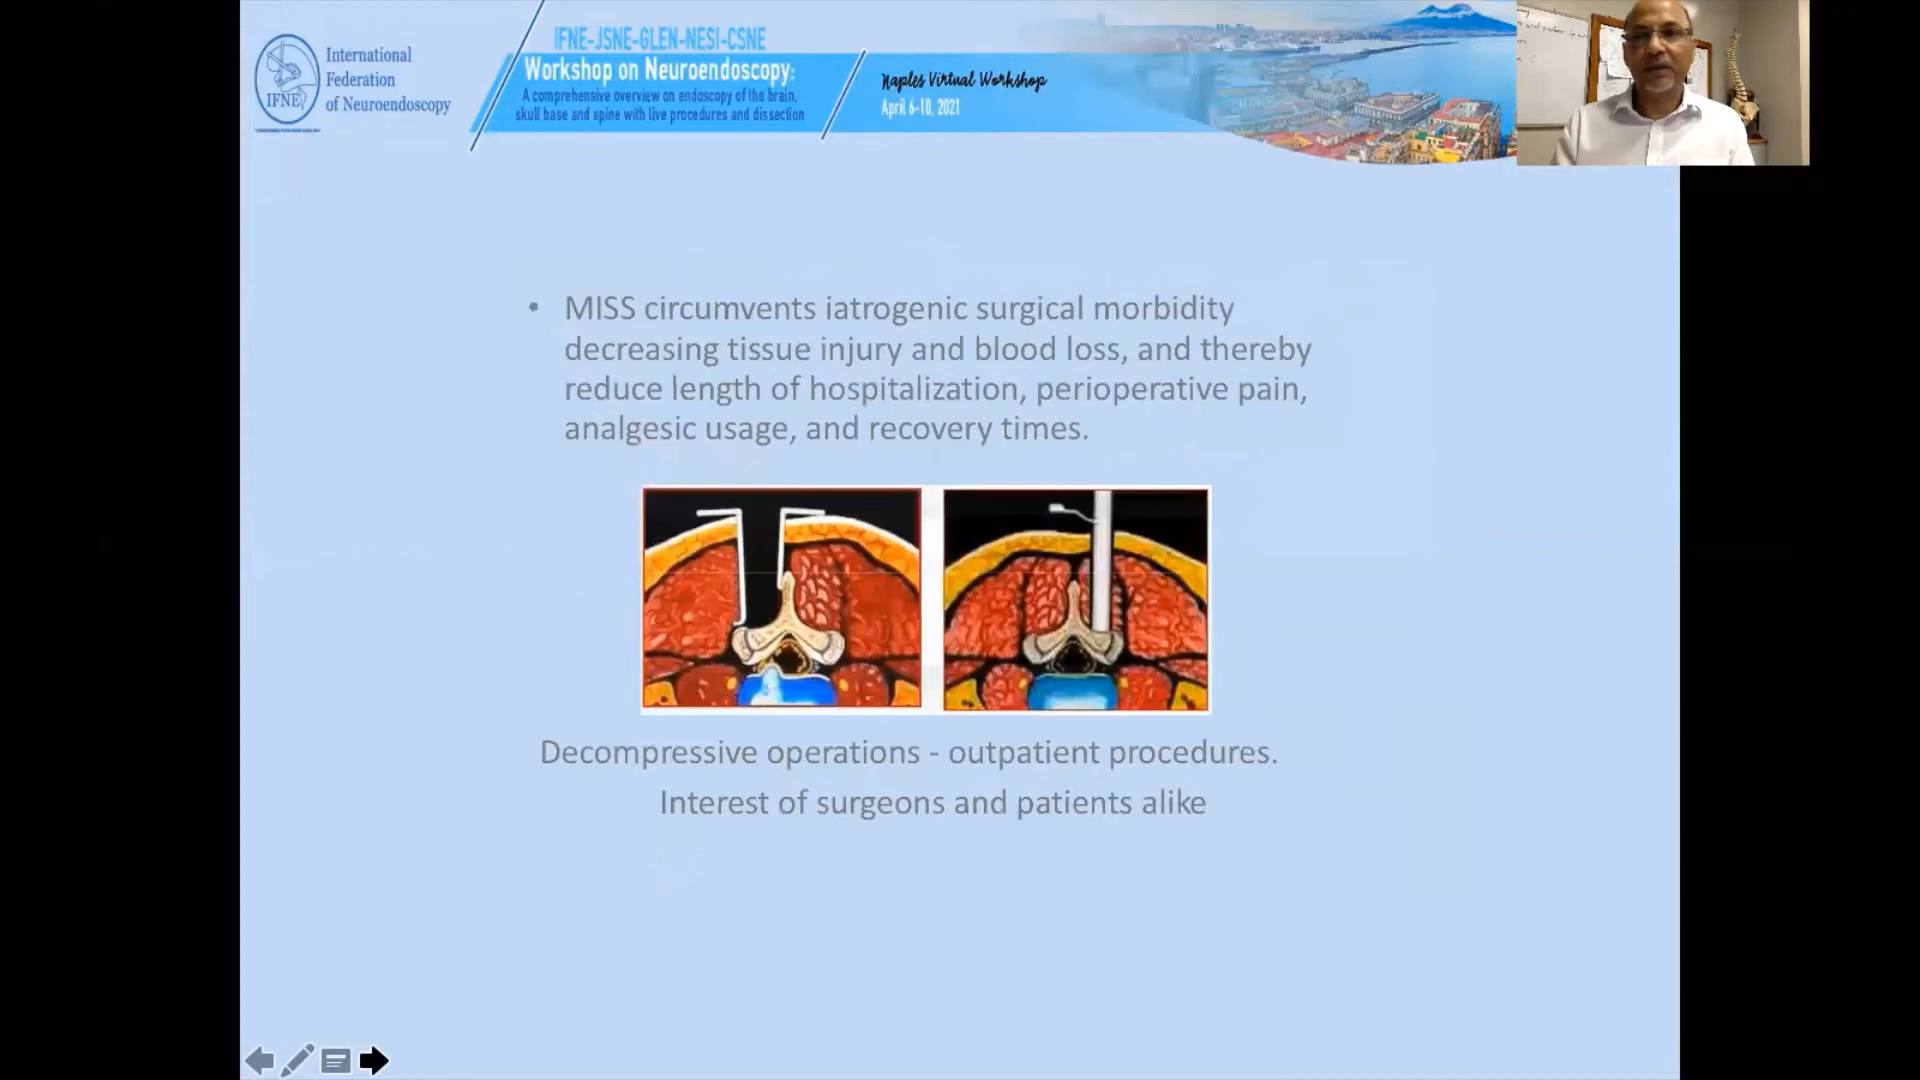 International
Federation
of Neuroendoscopy
IFNE
IFNE-JSNE-GLEN-NESI-CSNE
Workshop on Neuroendoscopy:
A comprehensive overview on endoscopy of the brain,
skull base and spine with live procedures and dissection
Naples Virtual Workshop
April 6-10, 2021
• MISS circumvents iatrogenic surgical morbidity
decreasing tissue injury and blood loss, and thereby
reduce length of hospitalization, perioperative pain,
analgesic usage, and recovery times.
Decompressive operations - outpatient procedures.
Interest of surgeons and patients alike